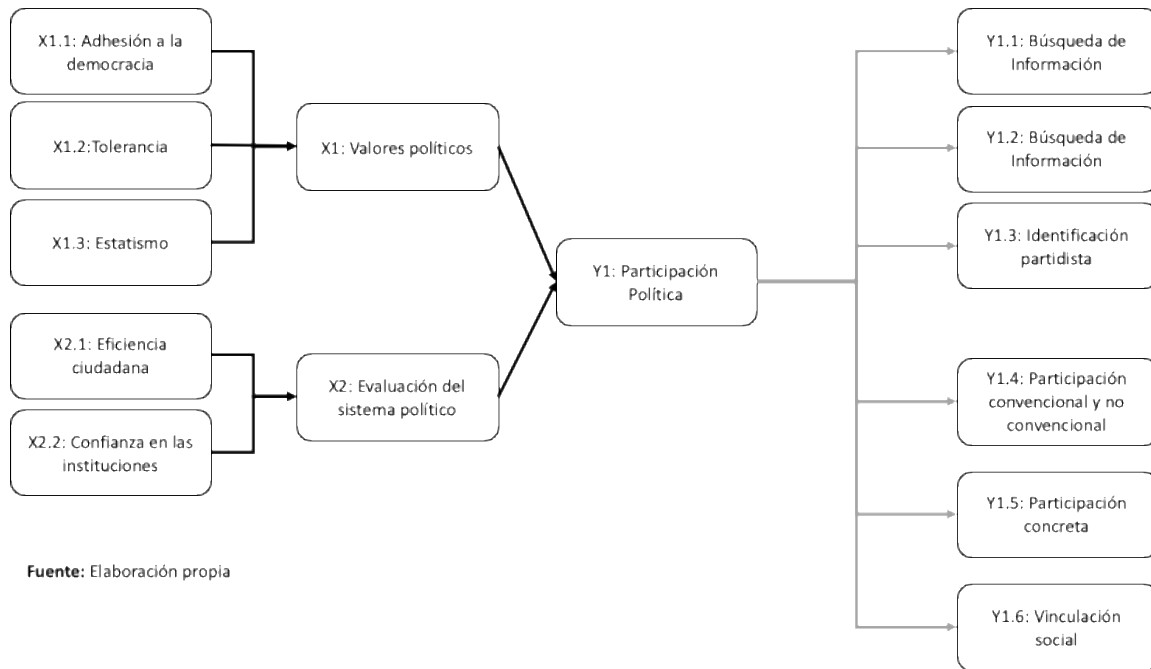 X1.1: Adhesión a la
democracia
X1.2:Tolerancia
X1.3: Estatismo
X2.1: Eficiencia
ciudadana
X2.2: Confianza en las
instituciones
X1: Valores políticos
X2: Evaluación del
sistema político
Y1: Participación
Política
Y1.1: Búsqueda de
Información
Y1.2: Búsqueda de
Información
Y1.3: Identificación
partidista
Y1.4: Participación
convencional y no
convencional
Y1.5: Participación
concreta
Y1.6: Vinculación
social
Fuente: Elaboración propia